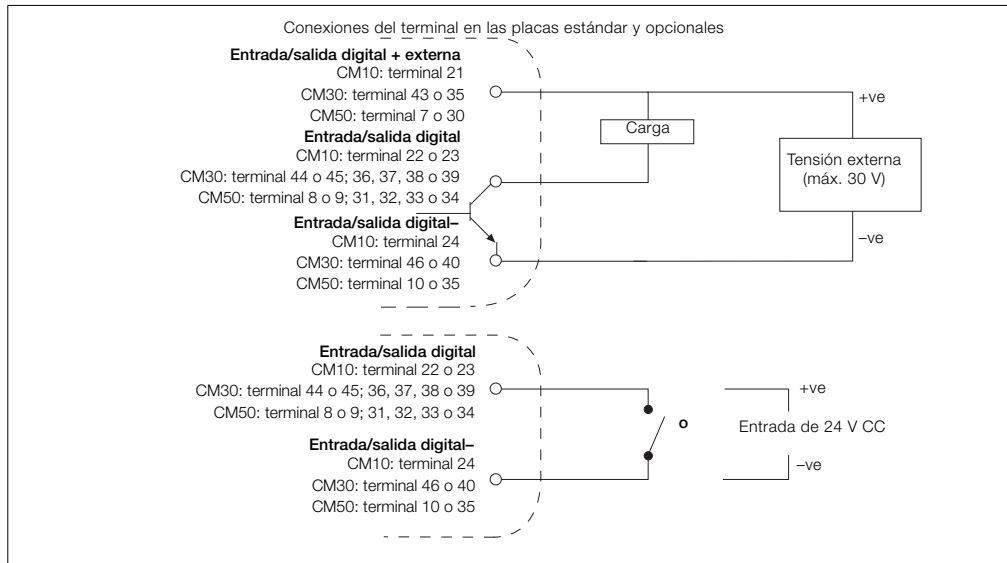 Conexiones del terminal en las placas estándar y opcionales
Entrada/salida digital + externa
CM10: terminal 21
CM30: terminal 43 o 35
CM50: terminal 7 o 30
Entrada/salida digital
CM10: terminal 22 o 23
CM30: terminal 44 o 45; 36, 37, 38 o 39
CM50: terminal 8 o 9; 31, 32, 33 o 34
Entrada/salida digital–
CM10: terminal 24
CM30: terminal 46 o 40
CM50: terminal 10 o 35
Carga
+ve
Tensión externa
(máx. 30 V)
–ve
Entrada/salida digital
CM10: terminal 22 o 23
CM30: terminal 44 o 45; 36, 37, 38 o 39
CM50: terminal 8 o 9; 31, 32, 33 o 34
Entrada/salida digital–
CM10: terminal 24
CM30: terminal 46 o 40
CM50: terminal 10 o 35
o
+ve
Entrada de 24 V CC
–ve